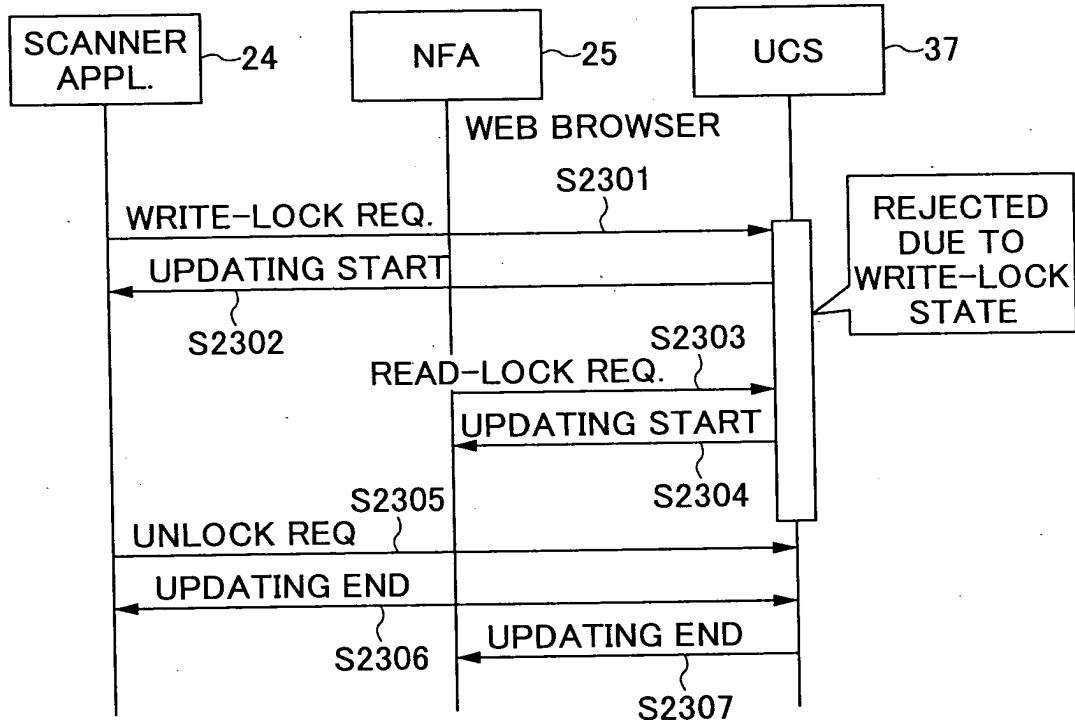 SCANNER
APPL.
24
NFA
25
UCS
37
WEB BROWSER
S2301
WRITE-LOCK REQ.
REJECTED
DUE TO
WRITE-LOCK
STATE
UPDATING START
S2302
S2303
READ-LOCK REQ.
UPDATING START
S2304
S2305
UNLOCK REQ
UPDATING END
S2306
UPDATING END
S2307